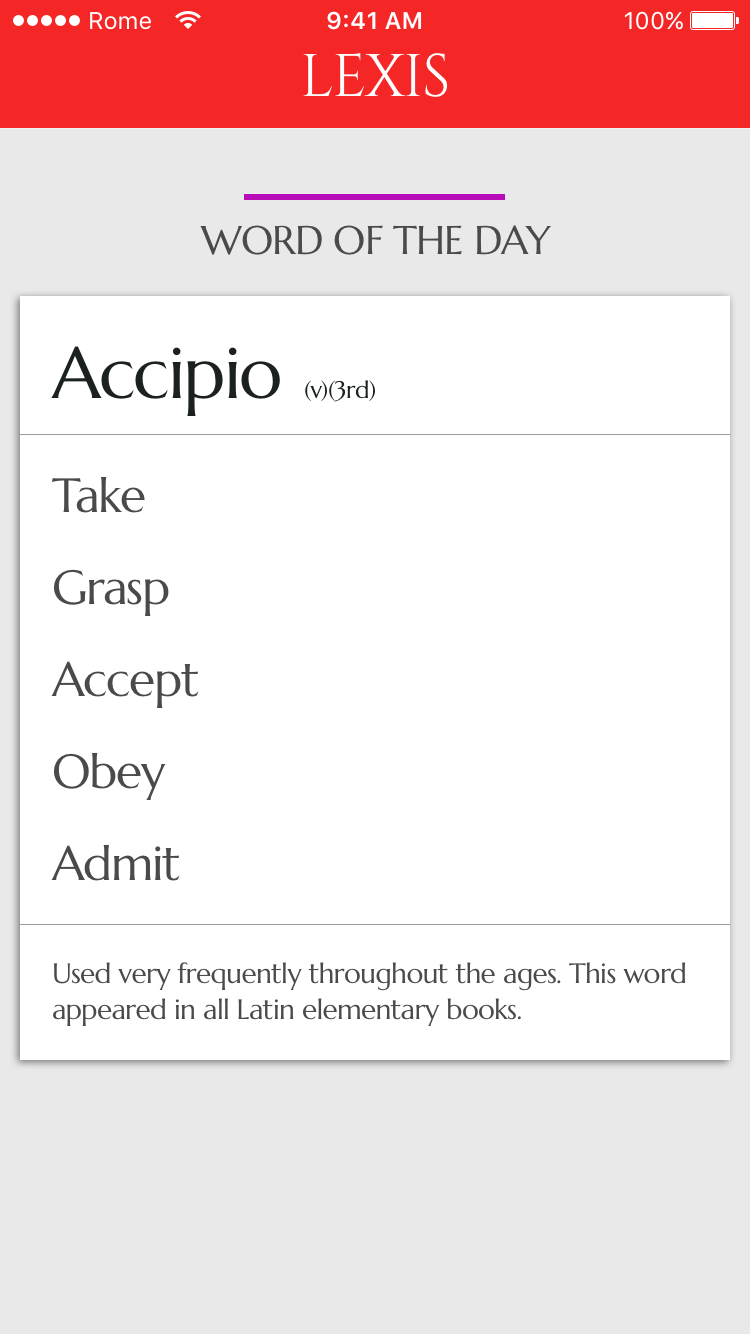 Rome 9:41 AM 100%
LEXIS
WORD OF THE DAY
Accipio (v)(3rd)
Take
Grasp
Accept
Obey
Admit
Used very frequently throughout the ages. This word
appeared in all Latin elementary books.